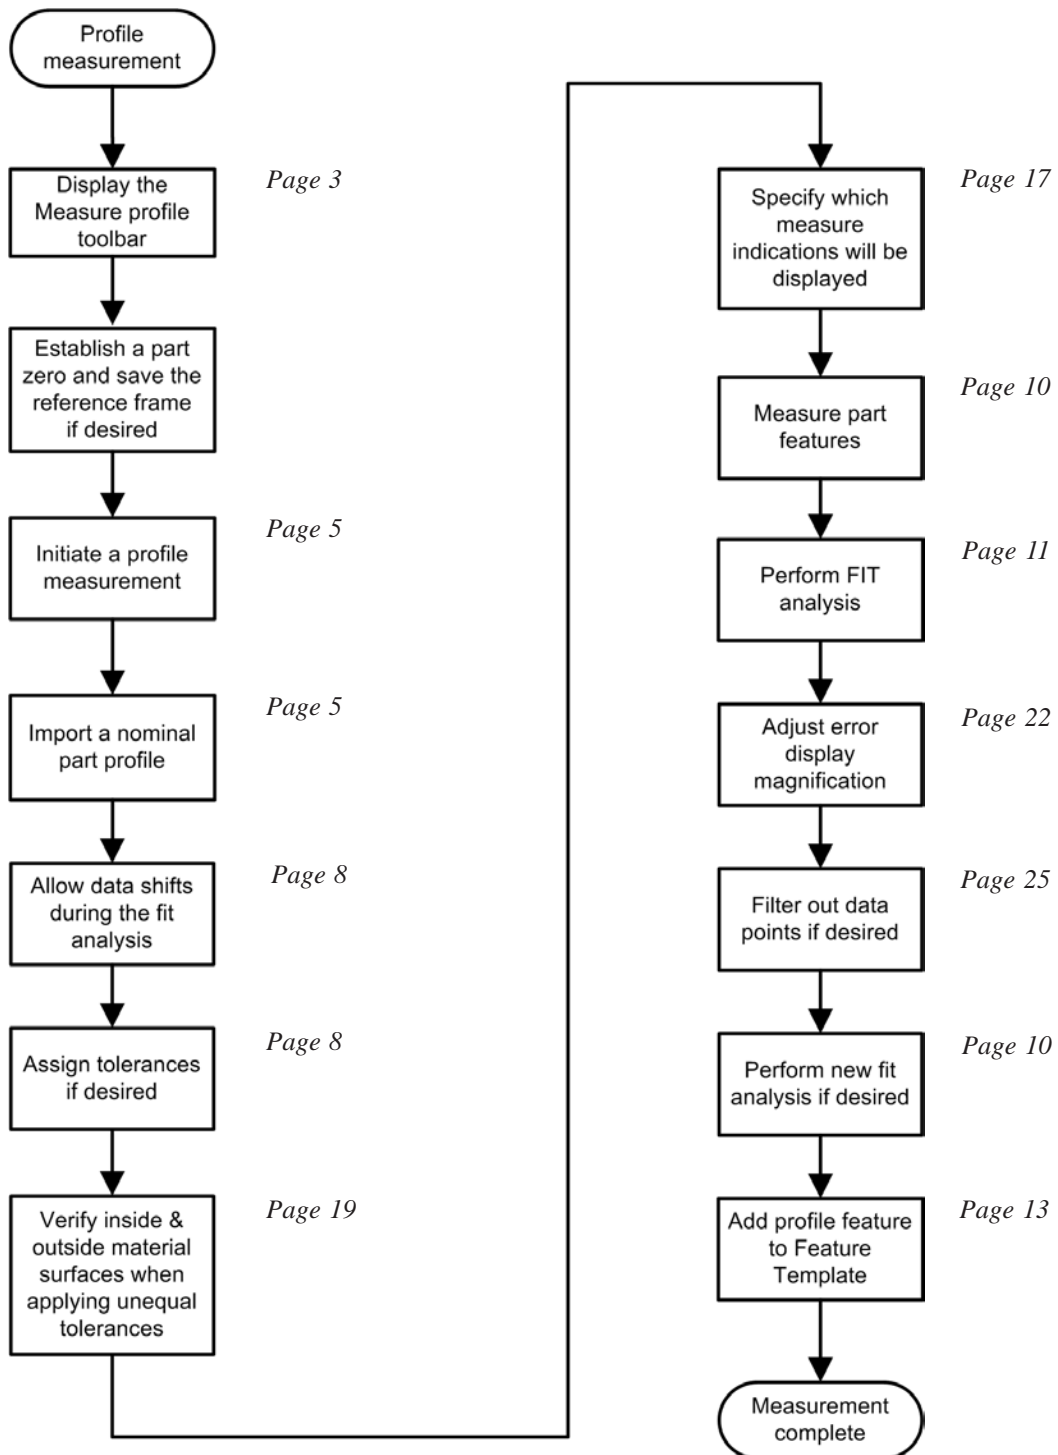 Profile
measurement
Display the
Measure profile
toolbar
Page 3
Establish a part
zero and save the
reference frame
if desired
Initiate a profile
measurement
Page 5
Import a nominal
part profile
Page 5
Allow data shifts
during the fit
analysis
Page 8
Assign tolerances
if desired
Page 8
Verify inside &
outside material
surfaces when
applying unequal
tolerances
Page 19
Specify which
measure
indications will be
displayed
Page 17
Measure part
features
Page 10
Perform FIT
analysis
Page 11
Adjust error
display
magnification
Page 22
Filter out data
points if desired
Page 25
Perform new fit
analysis if desired
Page 10
Add profile feature
to Feature
Template
Page 13
Measurement
complete